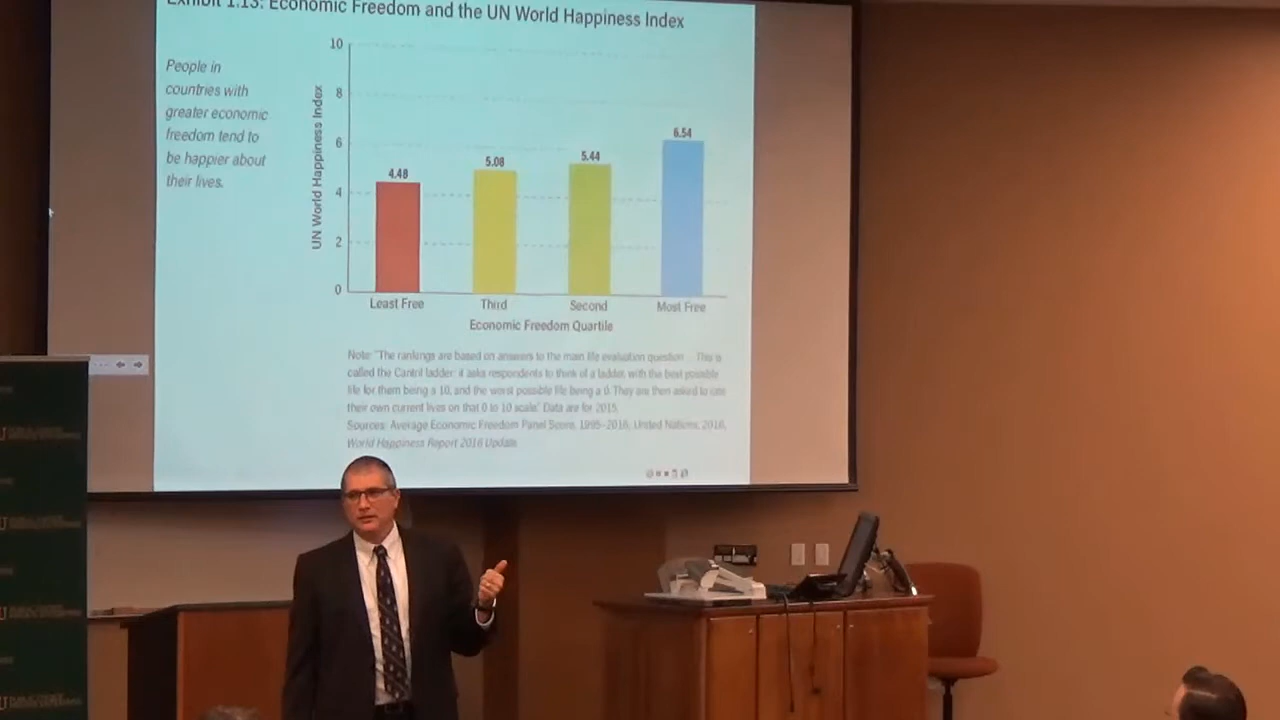 Exhibit 1.13: Economic Freedom and the UN World Happiness Index
People in
countries with
greater economic
freedom tend to
be happier about
their lives.
UN World Happiness Index
10
8
6
4
2
0
4.48
5.08
5.44
6.54
Least Free
Third
Second
Most Free
Economic Freedom Quartile
Note: "The rankings are based on answers to the main life evaluation question ... This is
called the Cantril ladder: it asks respondents to think of a ladder, with the best possible
life for them being a 10, and the worst possible life being a 0. They are then asked to rate
their own current lives on that 0 to 10 scale." Data are for 2015.
Sources: Average Economic Freedom Panel Score, 1995–2016; United Nations, 2016,
World Happiness Report 2016 Update.